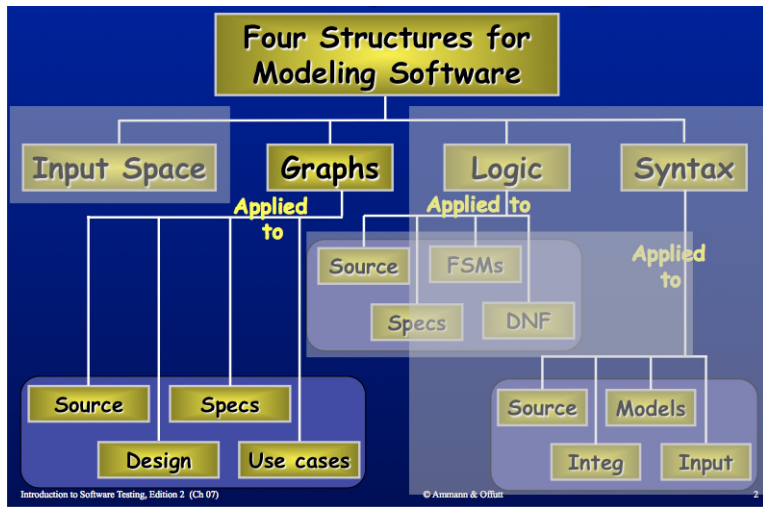 Four Structures for
Modeling Software
Input Space
Graphs
Logic
Syntax
Applied
to
Applied to
Applied
to
Source
FSMs
Specs
DNF
Source
Specs
Design
Use cases
Source
Models
Integ
Input
Introduction to Software Testing, Edition 2 (Ch 07)
© Ammann & Offutt
2